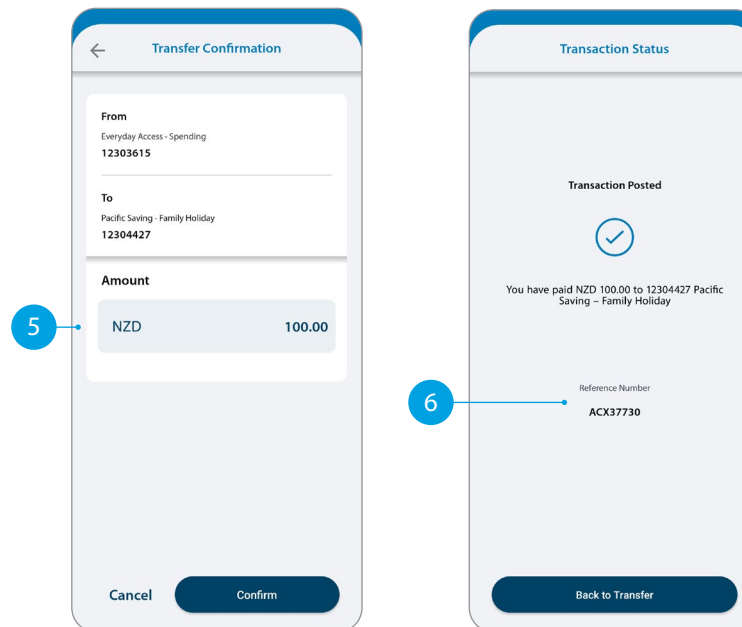 Transfer Confirmation
From
Everyday Access - Spending
12303615
To
Pacific Saving - Family Holiday
12304427
Amount
5
NZD 100.00
Cancel Confirm
Transaction Status
Transaction Posted
You have paid NZD 100.00 to 12304427 Pacific
Saving – Family Holiday
6
Reference Number
ACX37730
Back to Transfer